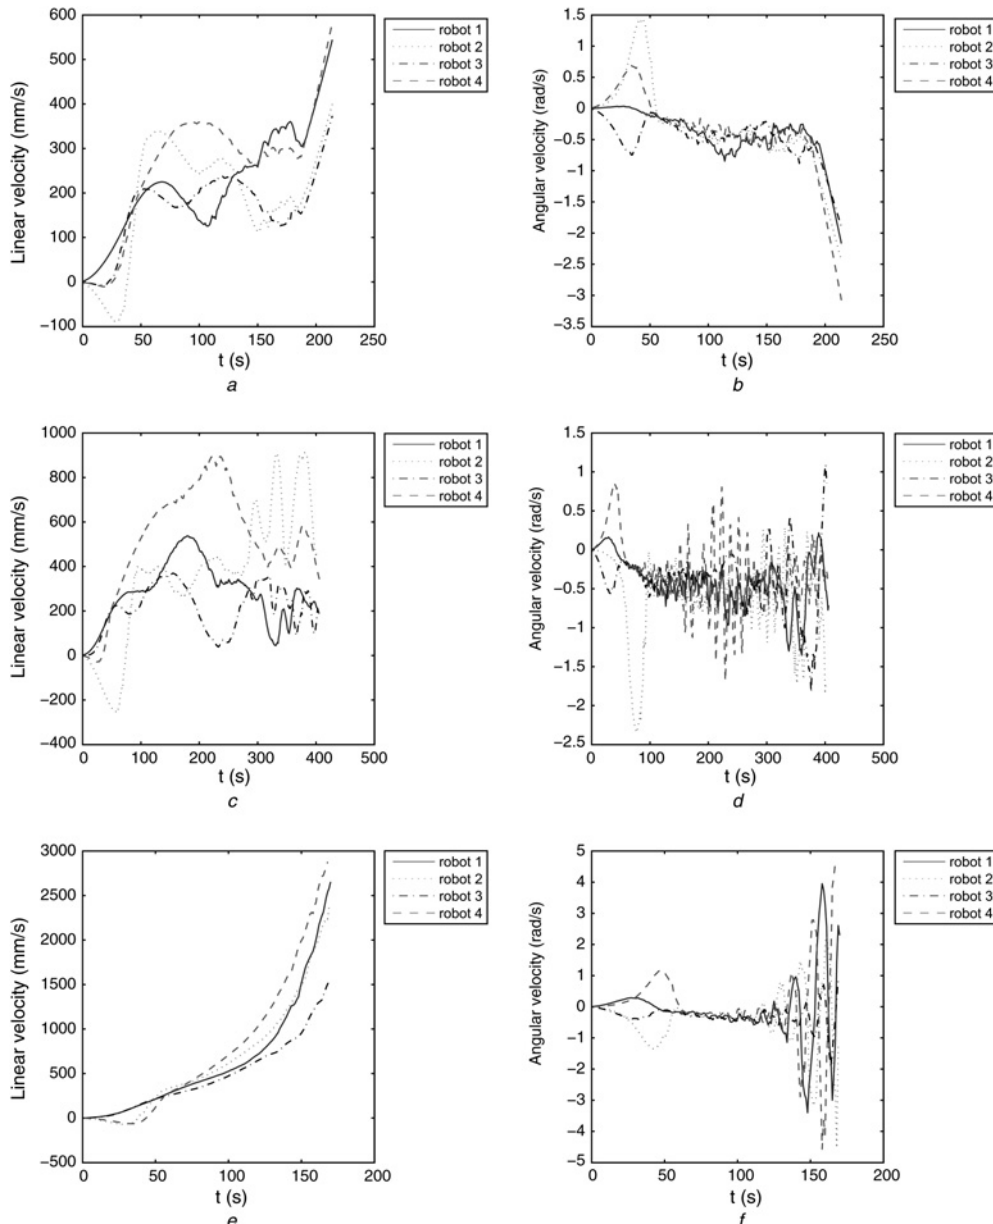 600
500
400
300
200
100
0
−100
0 50 100 150 200 250
Linear velocity (mm/s)
t (s)
robot 1
robot 2
robot 3
robot 4
a
1.5
1
0.5
0
−0.5
−1
−1.5
−2
−2.5
−3
−3.5
0 50 100 150 200 250
Angular velocity (rad/s)
t (s)
robot 1
robot 2
robot 3
robot 4
b
1000
800
600
400
200
0
−200
−400
0 100 200 300 400 500
Linear velocity (mm/s)
t (s)
robot 1
robot 2
robot 3
robot 4
c
1.5
1
0.5
0
−0.5
−1
−1.5
−2
−2.5
0 100 200 300 400 500
Angular velocity (rad/s)
t (s)
robot 1
robot 2
robot 3
robot 4
d
3000
2500
2000
1500
1000
500
0
−500
0 50 100 150 200
Linear velocity (mm/s)
t (s)
robot 1
robot 2
robot 3
robot 4
e
5
4
3
2
1
0
−1
−2
−3
−4
−5
0 50 100 150 200
Angular velocity (rad/s)
t (s)
robot 1
robot 2
robot 3
robot 4
f